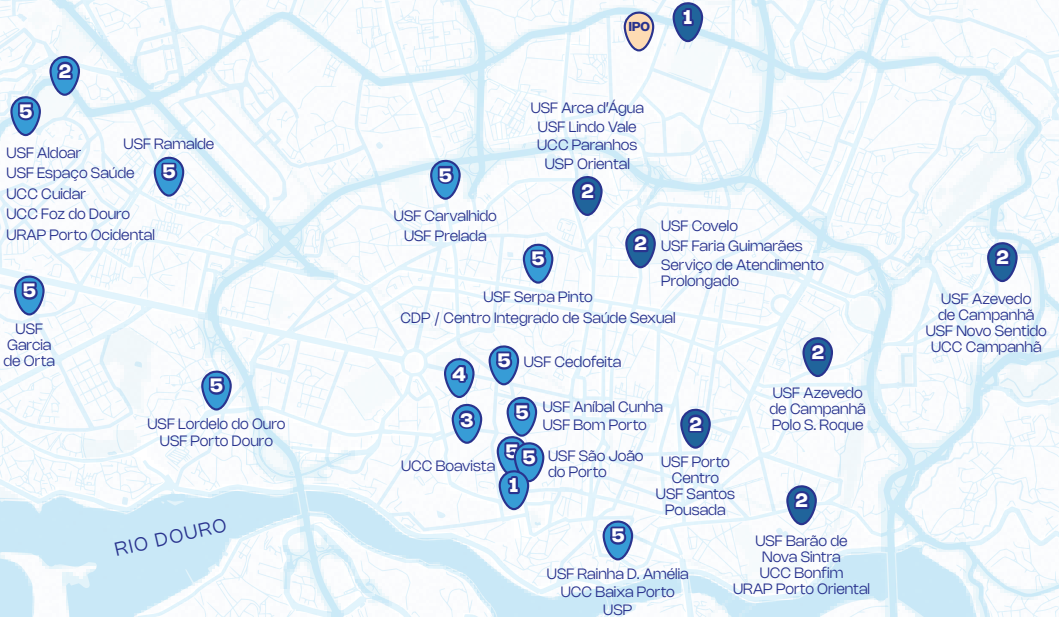 IPO
1
2
5
USF Aldoar
USF Espaço Saúde
UCC Cuidar
UCC Foz do Douro
URAP Porto Ocidental
USF Ramalde
5
5
USF Carvalhido
USF Prelada
USF Arca d'Água
USF Lindo Vale
UCC Paranhos
USP Oriental
2
2
USF Covelo
USF Faria Guimarães
Serviço de Atendimento
Prolongado
5
USF Serpa Pinto
CDP / Centro Integrado de Saúde Sexual
2
USF Azevedo
de Campanhã
USF Novo Sentido
UCC Campanhã
5
USF
Garcia
de Orta
5
USF Lordelo do Ouro
USF Porto Douro
4
5
USF Cedofeita
3
5
USF Aníbal Cunha
USF Bom Porto
UCC Boavista
5
5
USF São João
do Porto
1
2
USF Azevedo
de Campanhã
Polo S. Roque
2
USF Porto
Centro
USF Santos
Pousada
2
USF Barão de
Nova Sintra
UCC Bonfim
URAP Porto Oriental
5
USF Rainha D. Amélia
UCC Baixa Porto
USP
RIO DOURO